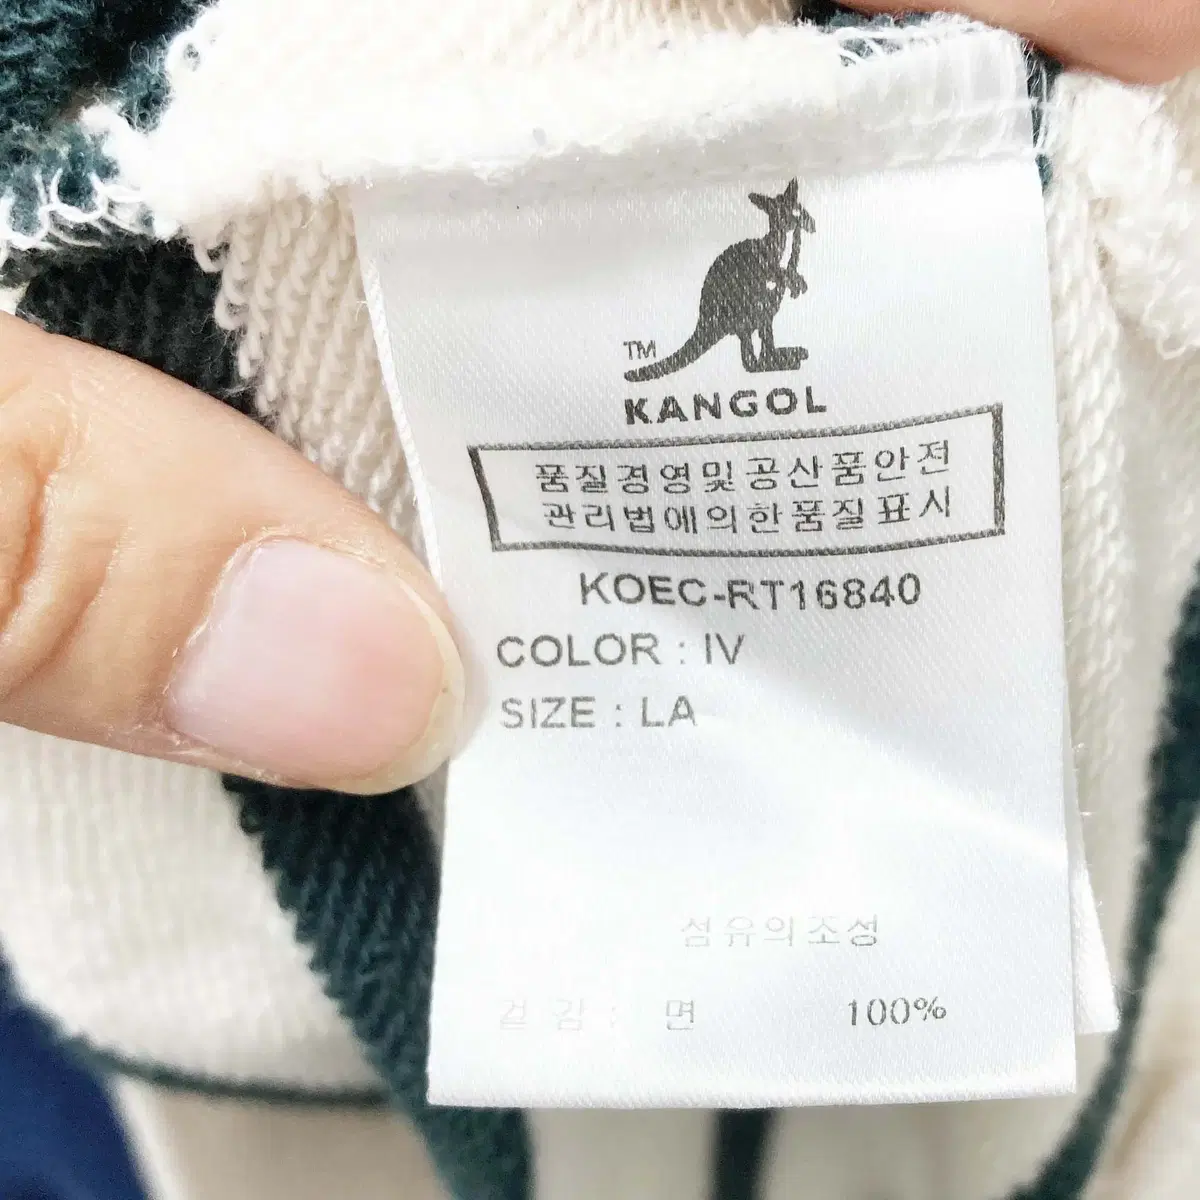 TM
KANGOL
품질경영및공산품안전
관리법에의한품질표시
KOEC-RT16840
COLOR : IV
SIZE : LA
섬유의조성
겉 감 : 면 100%